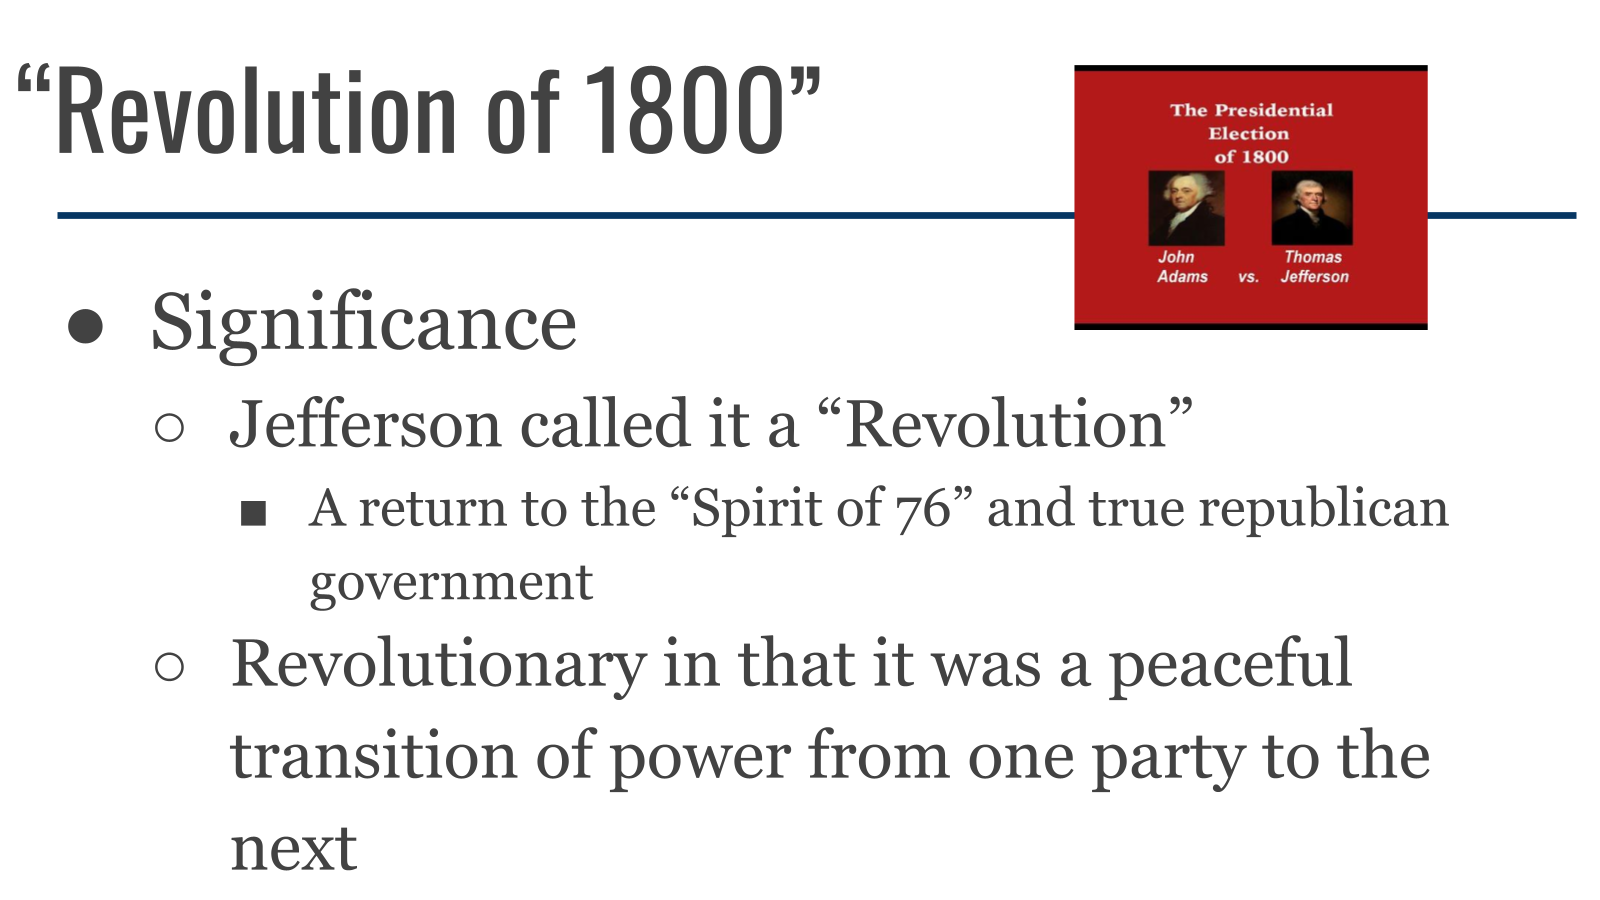 “Revolution of 1800”
The Presidential
Election
of 1800
John
Adams
vs.
Thomas
Jefferson
● Significance
○ Jefferson called it a “Revolution”
■ A return to the “Spirit of 76” and true republican
government
○ Revolutionary in that it was a peaceful
transition of power from one party to the
next